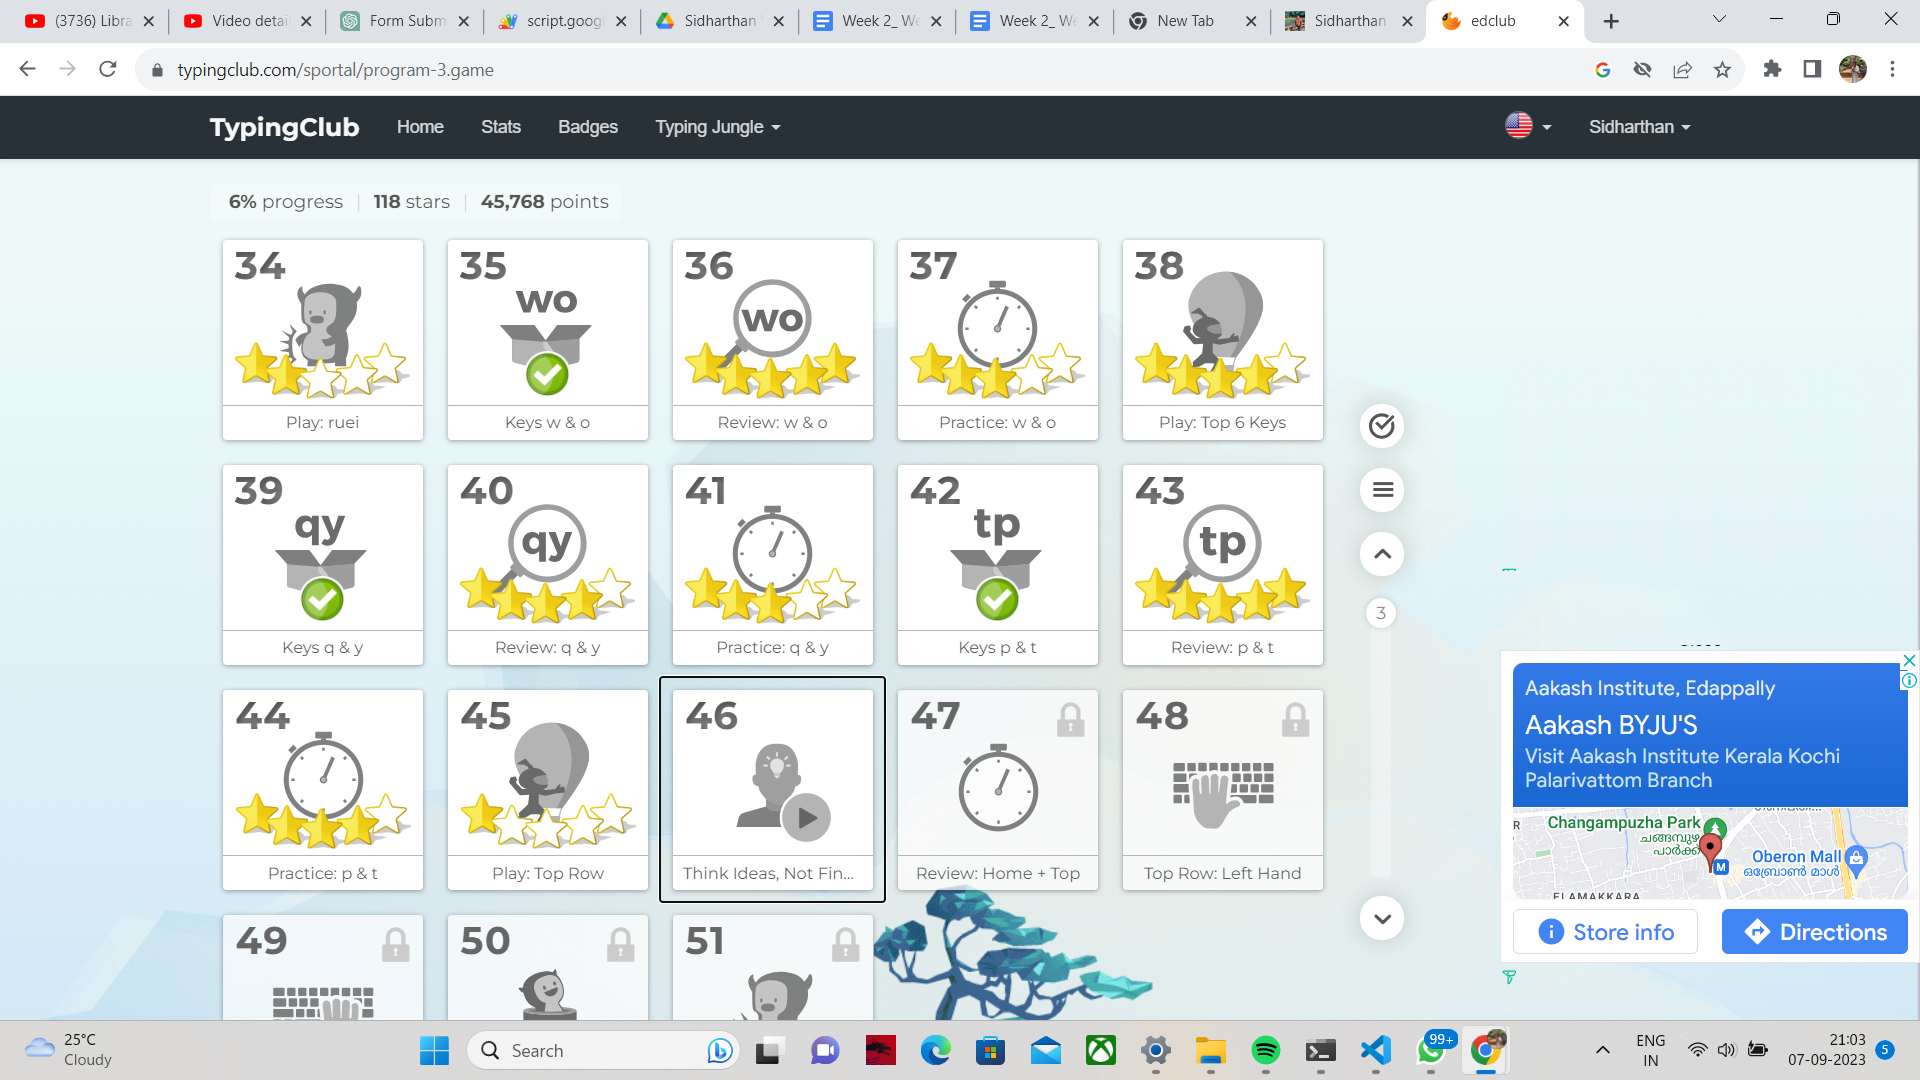 (3736) Libra
Video detai
Form Subm
script.goog
Sidharthan
Week 2_ We
Week 2_ We
New Tab
Sidharthan
edclub
typingclub.com/sportal/program-3.game
TypingClub
Home
Stats
Badges
Typing Jungle
Sidharthan
6% progress
118 stars
45,768 points
34
Play: ruei
35
wo
Keys w & o
36
wo
Review: w & o
37
Practice: w & o
38
Play: Top 6 Keys
39
qy
Keys q & y
40
qy
Review: q & y
41
Practice: q & y
42
tp
Keys p & t
43
tp
Review: p & t
44
Practice: p & t
45
Play: Top Row
46
Think Ideas, Not Fin...
47
Review: Home + Top
48
Top Row: Left Hand
49
50
51
3
Aakash Institute, Edappally
Aakash BYJU'S
Visit Aakash Institute Kerala Kochi
Palarivattom Branch
R
Changampuzha Park
ചങ്ങമ്പുഴ
പാർക്ക്
M
Oberon Mall
ഒബ്രോൺ മാൾ
ELAMAKKARA
Store info
Directions
25°C
Cloudy
Search
99+
ENG
IN
21:03
07-09-2023
5